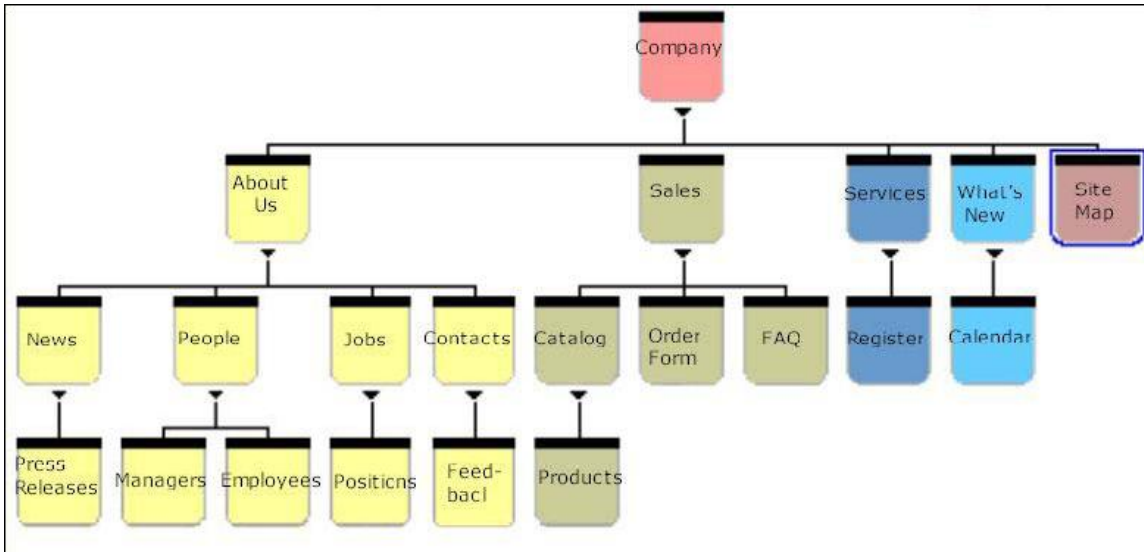 Company
About
Us
Sales
Services
What's
New
Site
Map
News
People
Jobs
Contacts
Catalog
Order
Form
FAQ
Register
Calendar
Press
Releases
Managers
Employees
Positicns
Feed-
bacl
Products